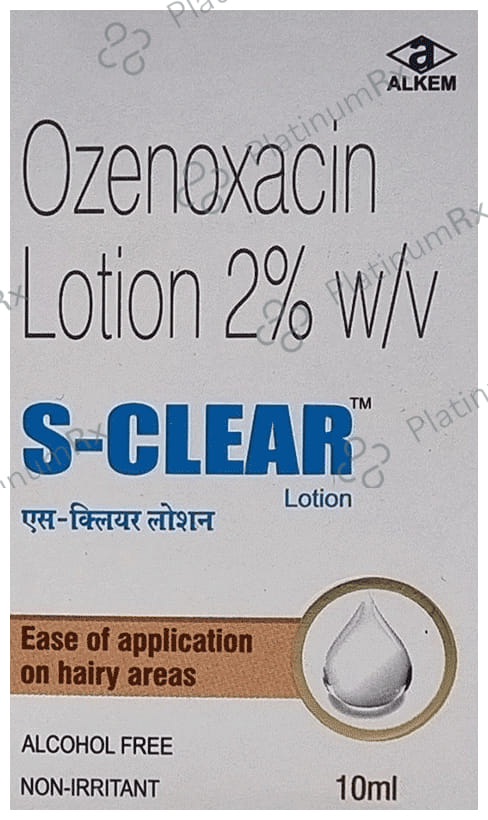 PlatinumRx
a
ALKEM
Ozenoxacin
Lotion 2% w/v
S-CLEAR™
Lotion
एस-क्लियर लोशन
Ease of application
on hairy areas
ALCOHOL FREE
NON-IRRITANT
10ml